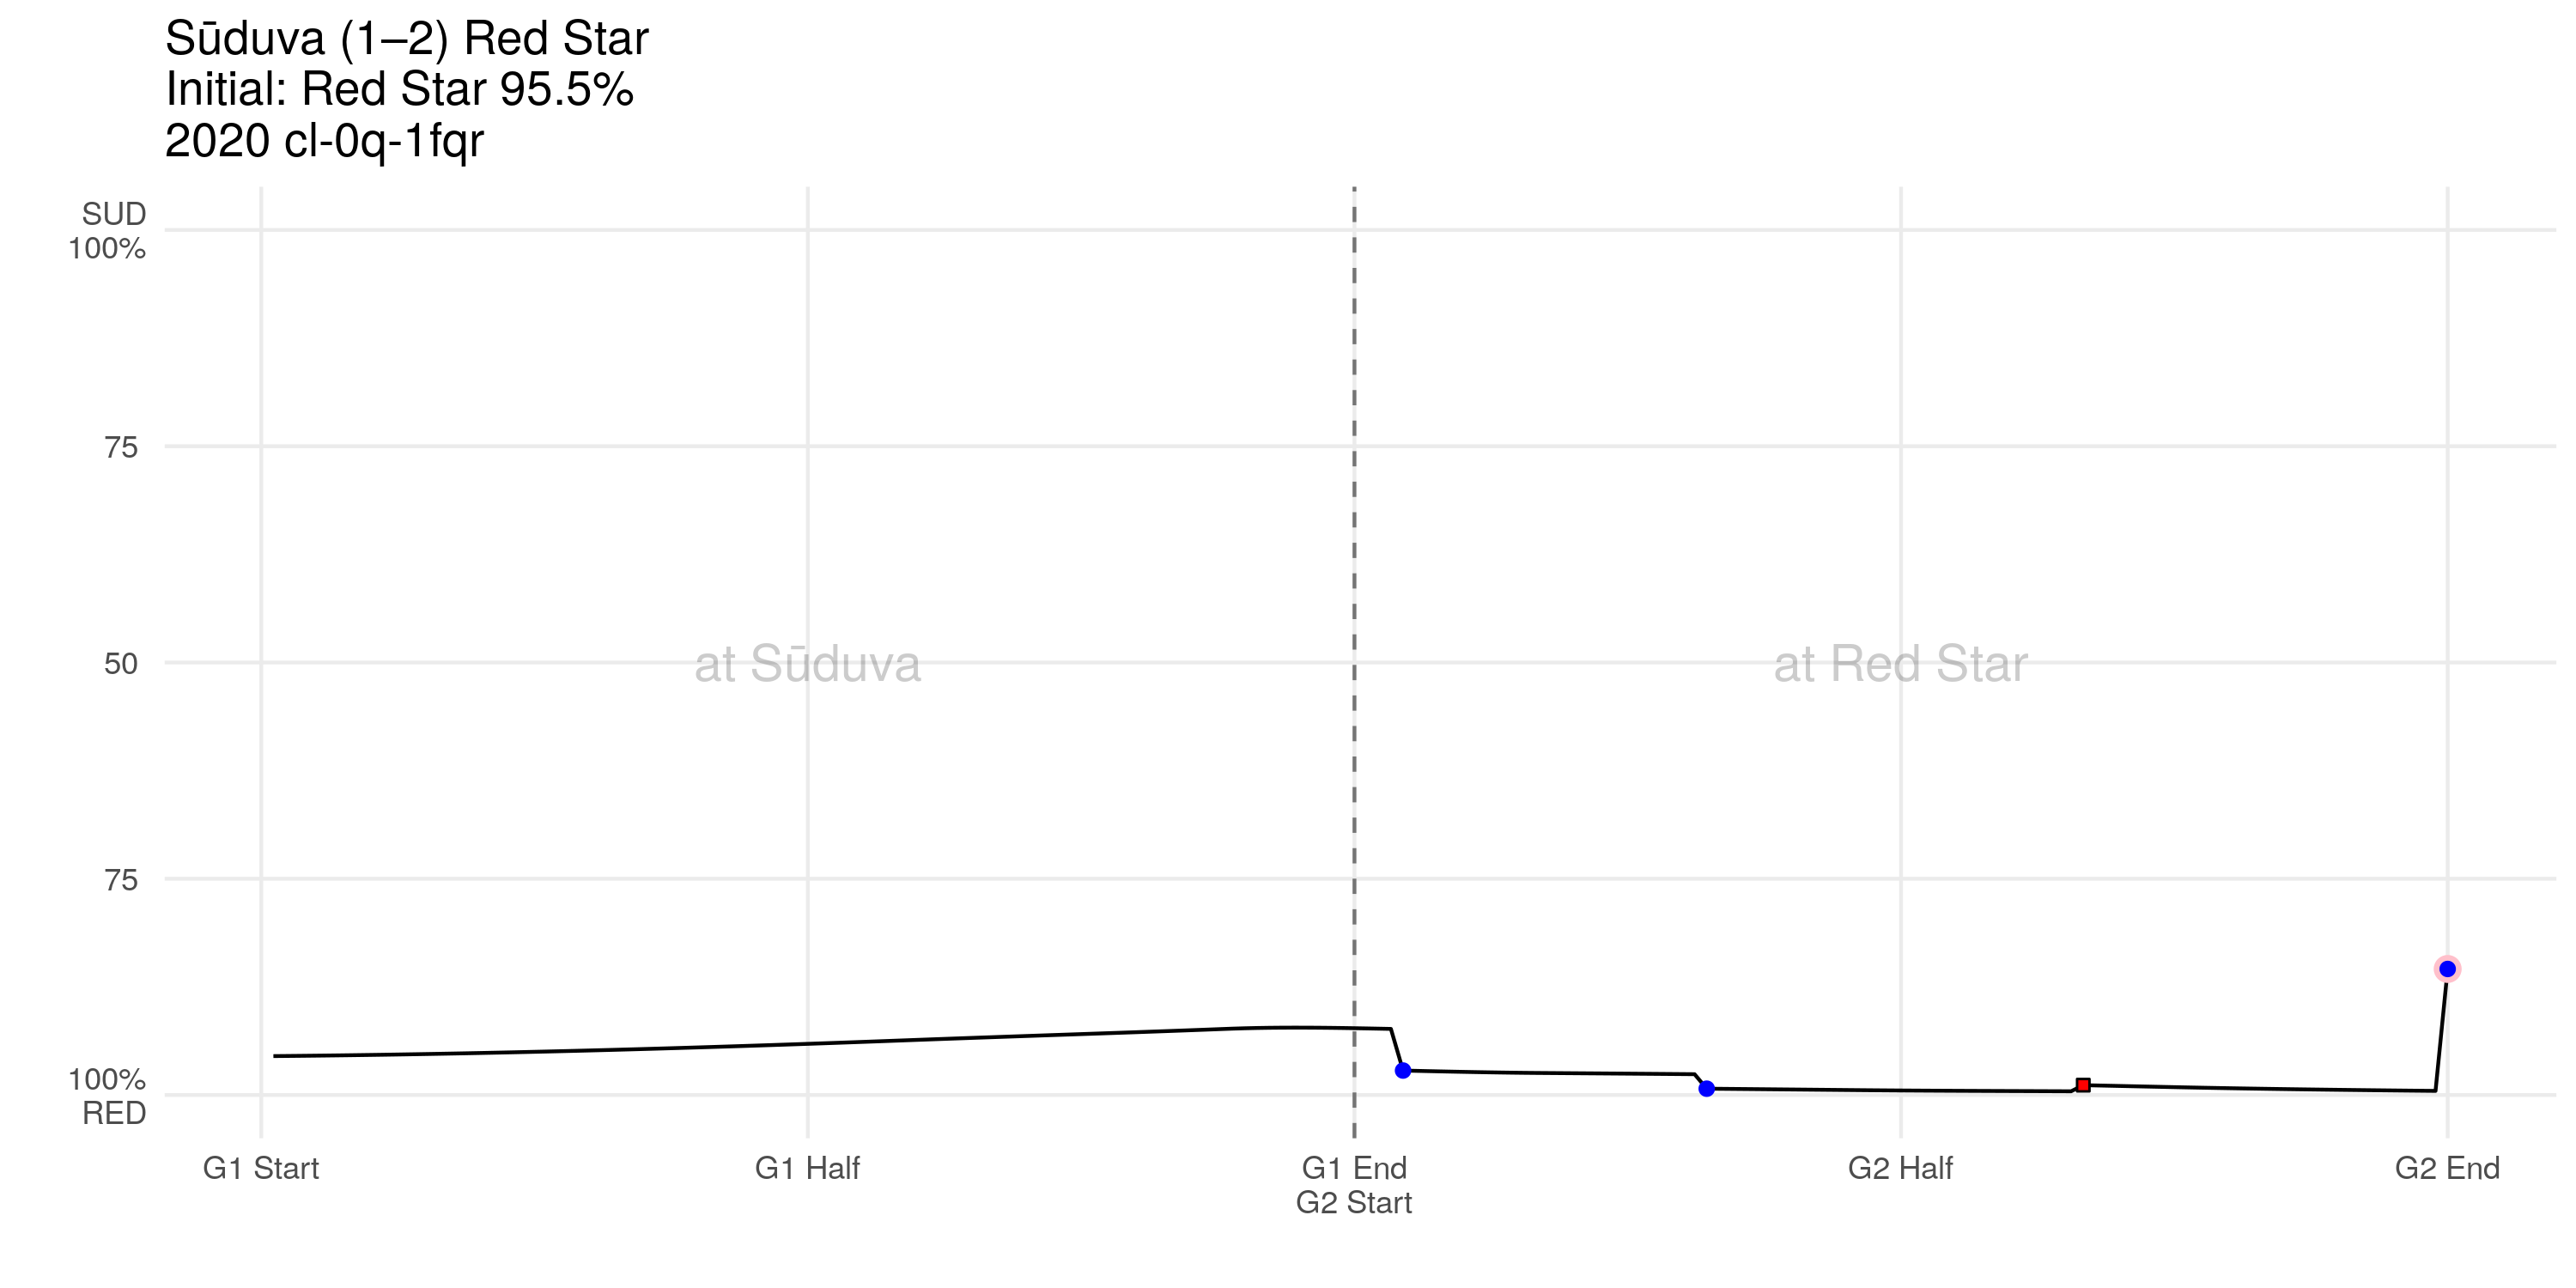 Sūduva (1–2) Red Star
Initial: Red Star 95.5%
2020 cl-0q-1fqr
SUD
100%
75
50
75
100%
RED
at Sūduva
at Red Star
G1 Start
G1 Half
G1 End
G2 Start
G2 Half
G2 End